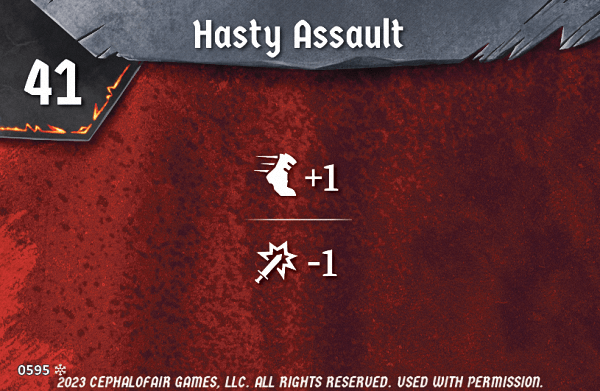 Hasty Assault
41
+1
-1
0595
2023 CEPHALOFAIR GAMES, LLC. ALL RIGHTS RESERVED. USED WITH PERMISSION.